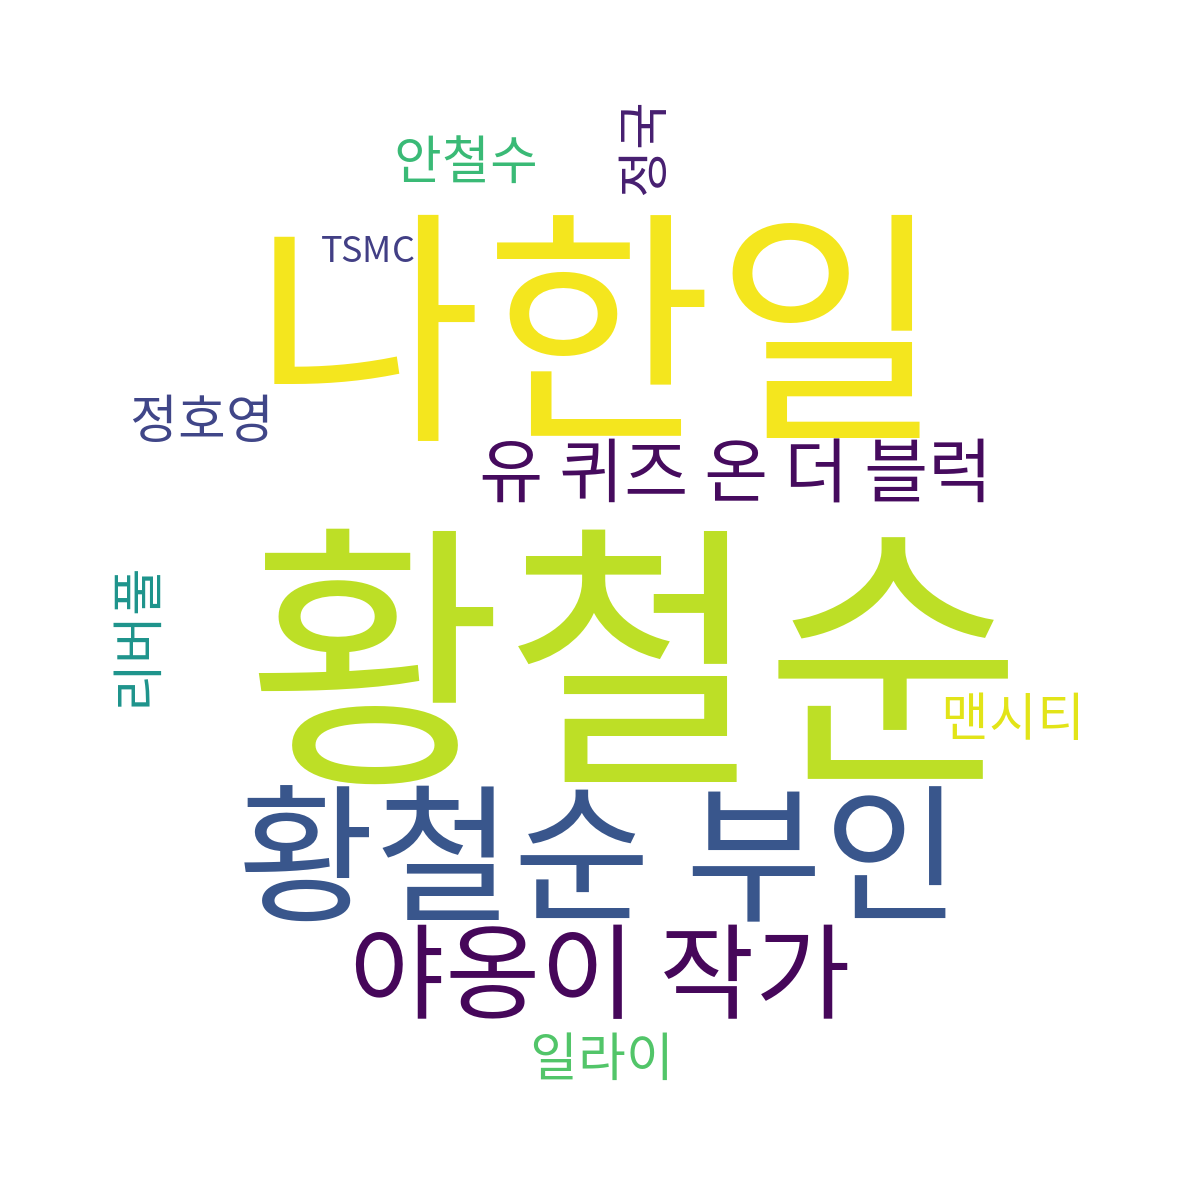 정국
안철수
TSMC
나한일
정호영
유 퀴즈 온 더 블럭
황철순
리버풀
맨시티
황철순 부인
야옹이 작가
일라이